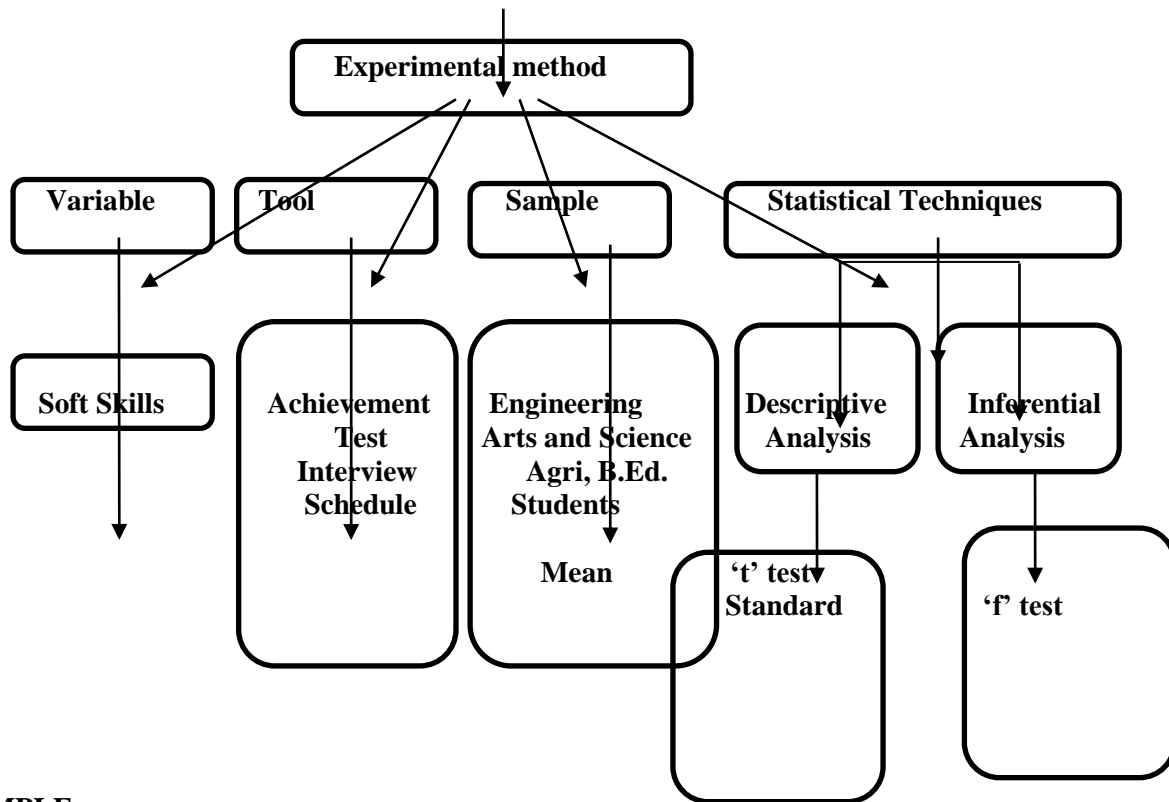 Experimental method
Variable Tool Sample Statistical Techniques
Soft Skills Achievement Engineering Descriptive Inferential
Test Arts and Science Analysis Analysis
Interview Agri, B.Ed.
Schedule Students
Mean ‘t’ test
Standard ‘f’ test